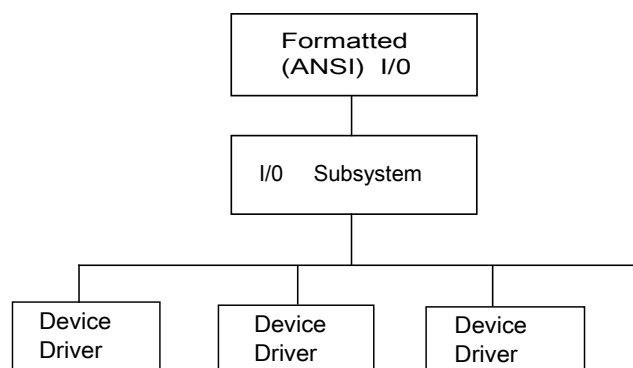 Formatted
(ANSI) I/0
I/0 Subsystem
Device
Driver
Device
Driver
Device
Driver